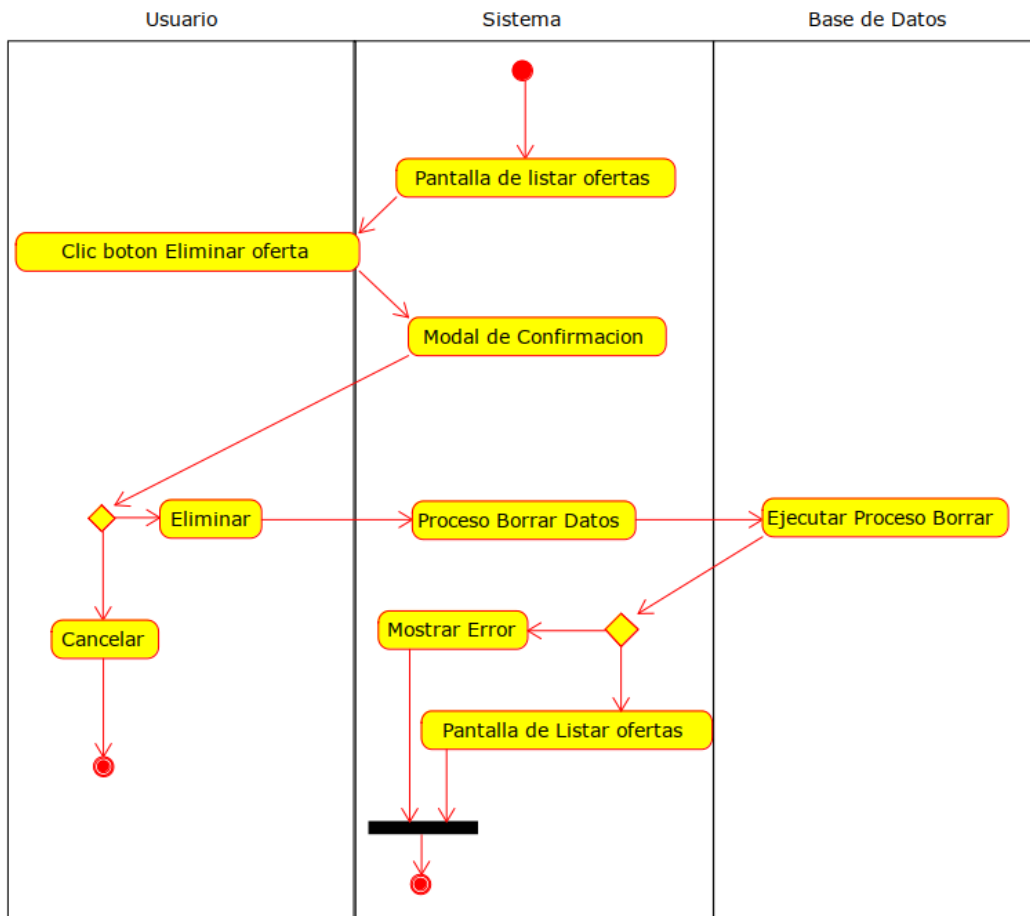 Usuario
Sistema
Base de Datos
Pantalla de listar ofertas
Clic boton Eliminar oferta
Modal de Confirmacion
Eliminar
Proceso Borrar Datos
Ejecutar Proceso Borrar
Cancelar
Mostrar Error
Pantalla de Listar ofertas